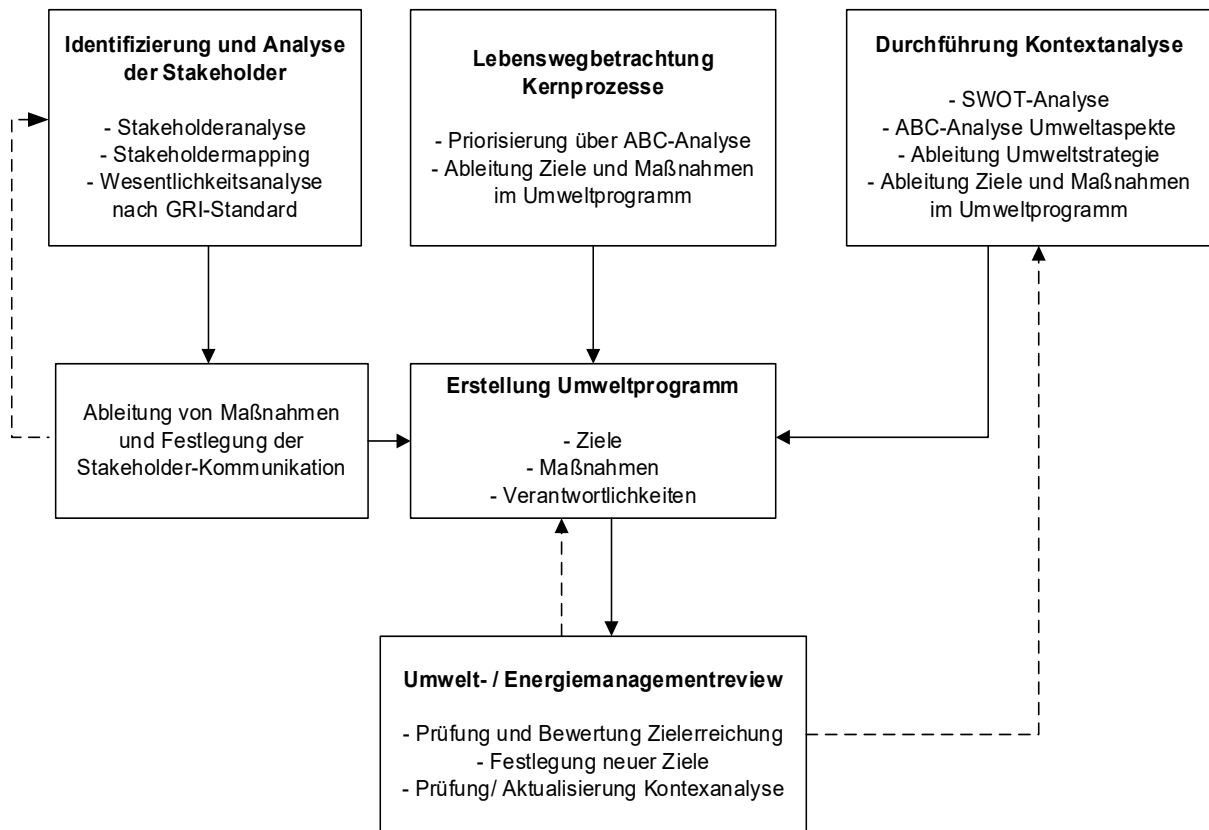 Identifizierung und Analyse
der Stakeholder
- Stakeholderanalyse
- Stakeholdermapping
- Wesentlichkeitsanalyse
nach GRI-Standard
Lebenswegbetrachtung
Kernprozesse
- Priorisierung über ABC-Analyse
- Ableitung Ziele und Maßnahmen
im Umweltprogramm
Durchführung Kontextanalyse
- SWOT-Analyse
- ABC-Analyse Umweltaspekte
- Ableitung Umweltstrategie
- Ableitung Ziele und Maßnahmen
im Umweltprogramm
Ableitung von Maßnahmen
und Festlegung der
Stakeholder-Kommunikation
Erstellung Umweltprogramm
- Ziele
- Maßnahmen
- Verantwortlichkeiten
Umwelt- / Energiemanagementreview
- Prüfung und Bewertung Zielerreichung
- Festlegung neuer Ziele
- Prüfung/ Aktualisierung Kontexanalyse